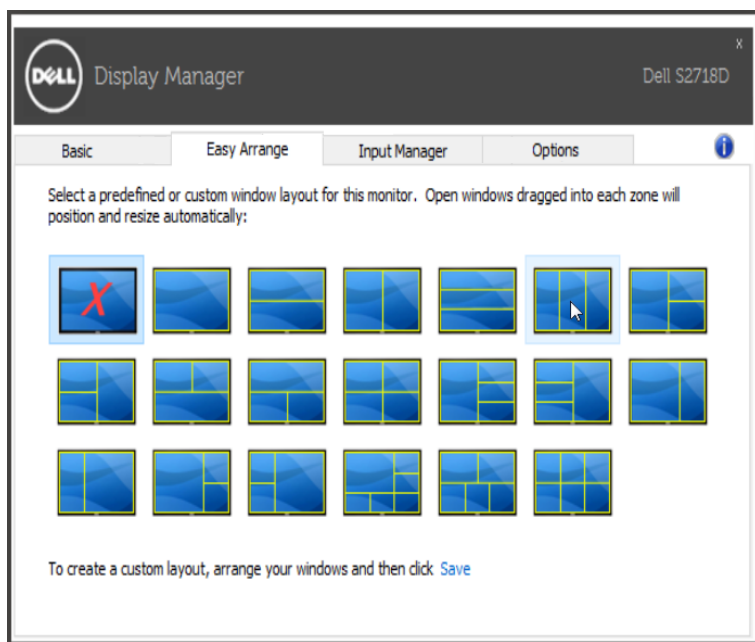 DELL Display Manager
x
Dell S2718D
Basic
Easy Arrange
Input Manager
Options
i
Select a predefined or custom window layout for this monitor.  Open windows dragged into each zone will
position and resize automatically:
X
To create a custom layout, arrange your windows and then click Save